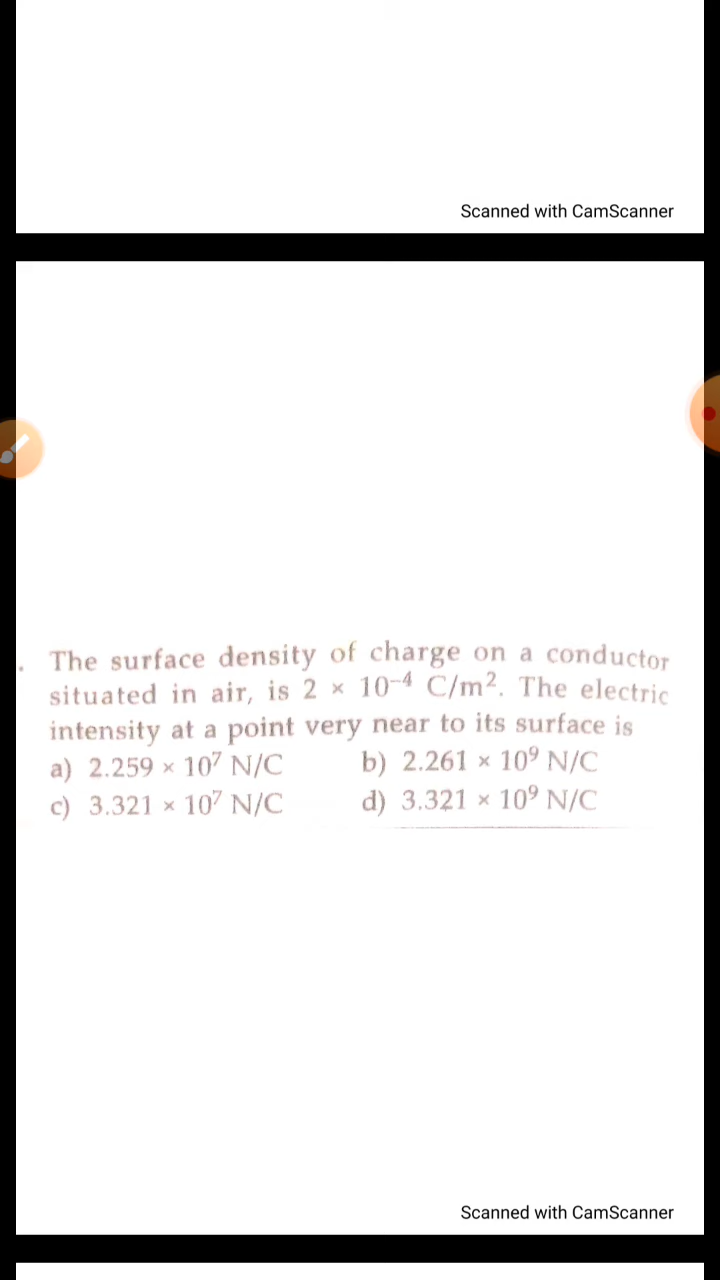 Scanned with CamScanner
. The surface density of charge on a conductor
situated in air, is 2 × 10⁻⁴ C/m². The electric
intensity at a point very near to its surface is
a) 2.259 × 10⁷ N/C b) 2.261 × 10⁹ N/C
c) 3.321 × 10⁷ N/C d) 3.321 × 10⁹ N/C
Scanned with CamScanner